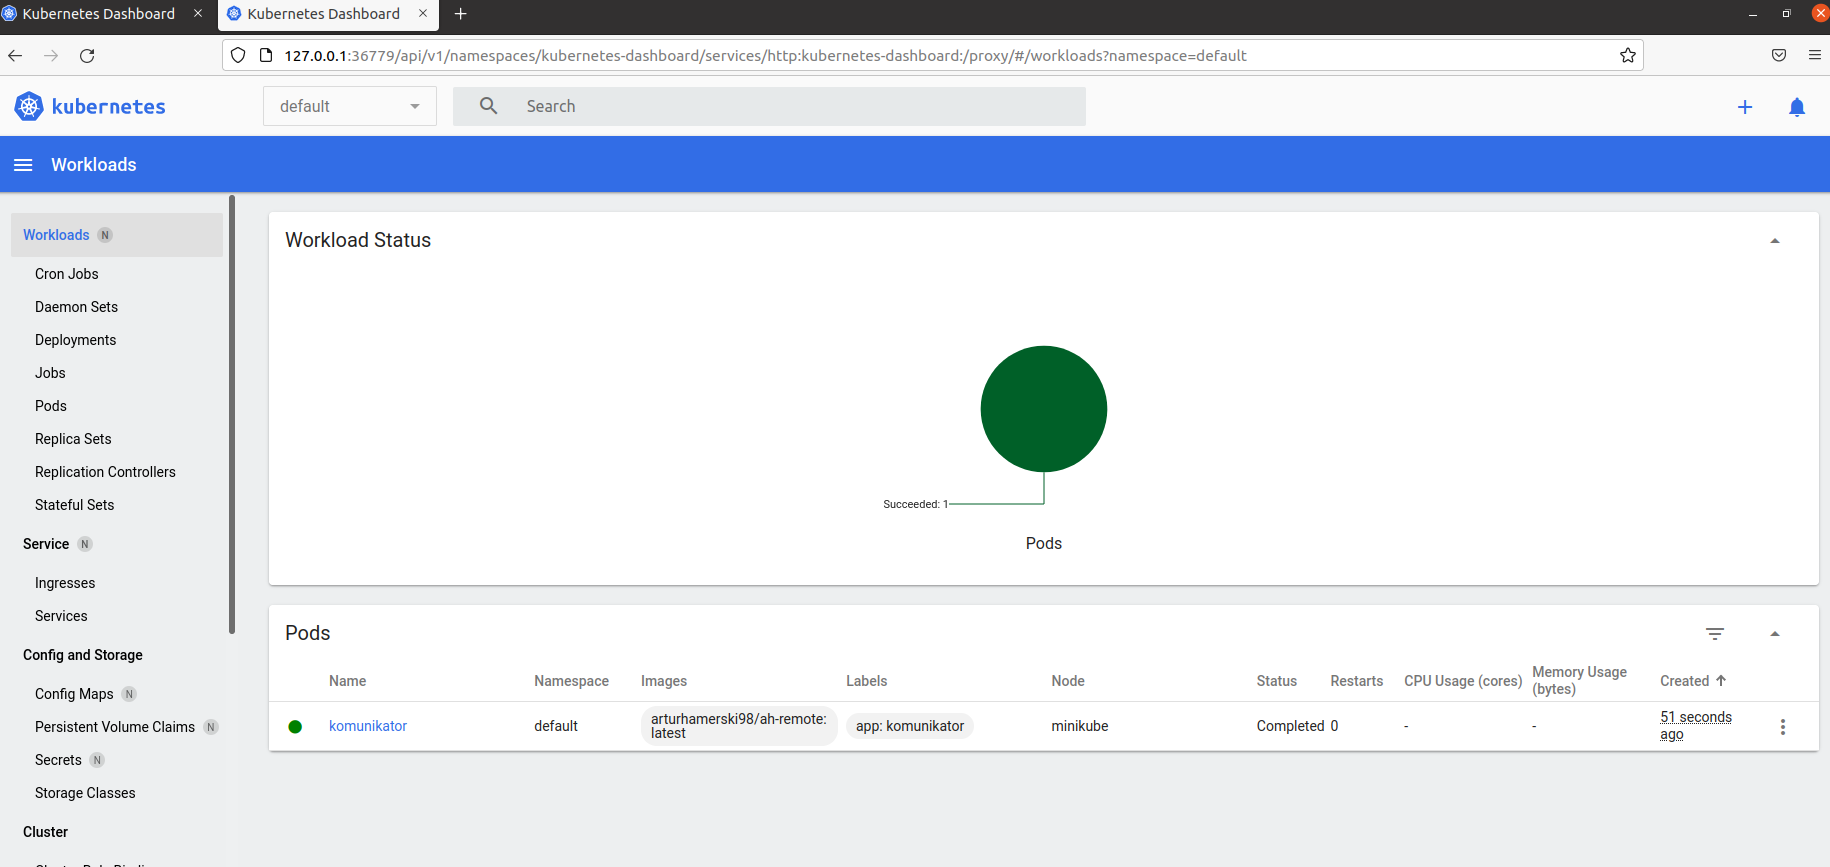 Kubernetes Dashboard
Kubernetes Dashboard
127.0.0.1:36779/api/v1/namespaces/kubernetes-dashboard/services/http:kubernetes-dashboard:/proxy/#/workloads?namespace=default
kubernetes
default
Search
Workloads
Workloads N
Cron Jobs
Daemon Sets
Deployments
Jobs
Pods
Replica Sets
Replication Controllers
Stateful Sets
Service N
Ingresses
Services
Config and Storage
Config Maps N
Persistent Volume Claims N
Secrets N
Storage Classes
Cluster
Workload Status
Succeeded: 1
Pods
Pods
Name Namespace Images Labels Node Status Restarts CPU Usage (cores) Memory Usage (bytes) Created
komunikator default arturhamerski98/ah-remote:latest app: komunikator minikube Completed 0 - - 51 seconds ago